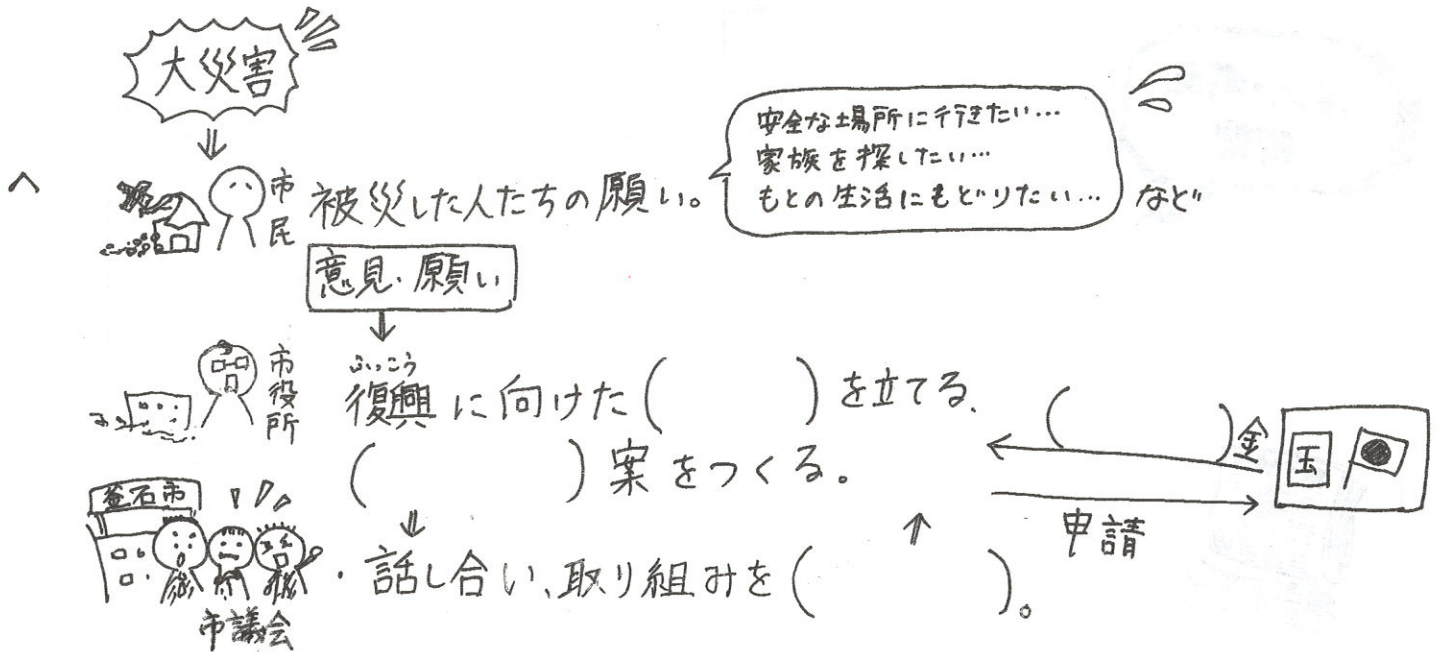 大災害
安全な場所に行きたい…
家族を探したい…
もとの生活にもどりたい… など
市民 被災した人たちの願い。
意見・願い
ふっこう
市役所 復興に向けた( )を立てる。
( )案をつくる。
( )金 国
申請
釜石市
・話し合い、取り組みを( )。
市議会